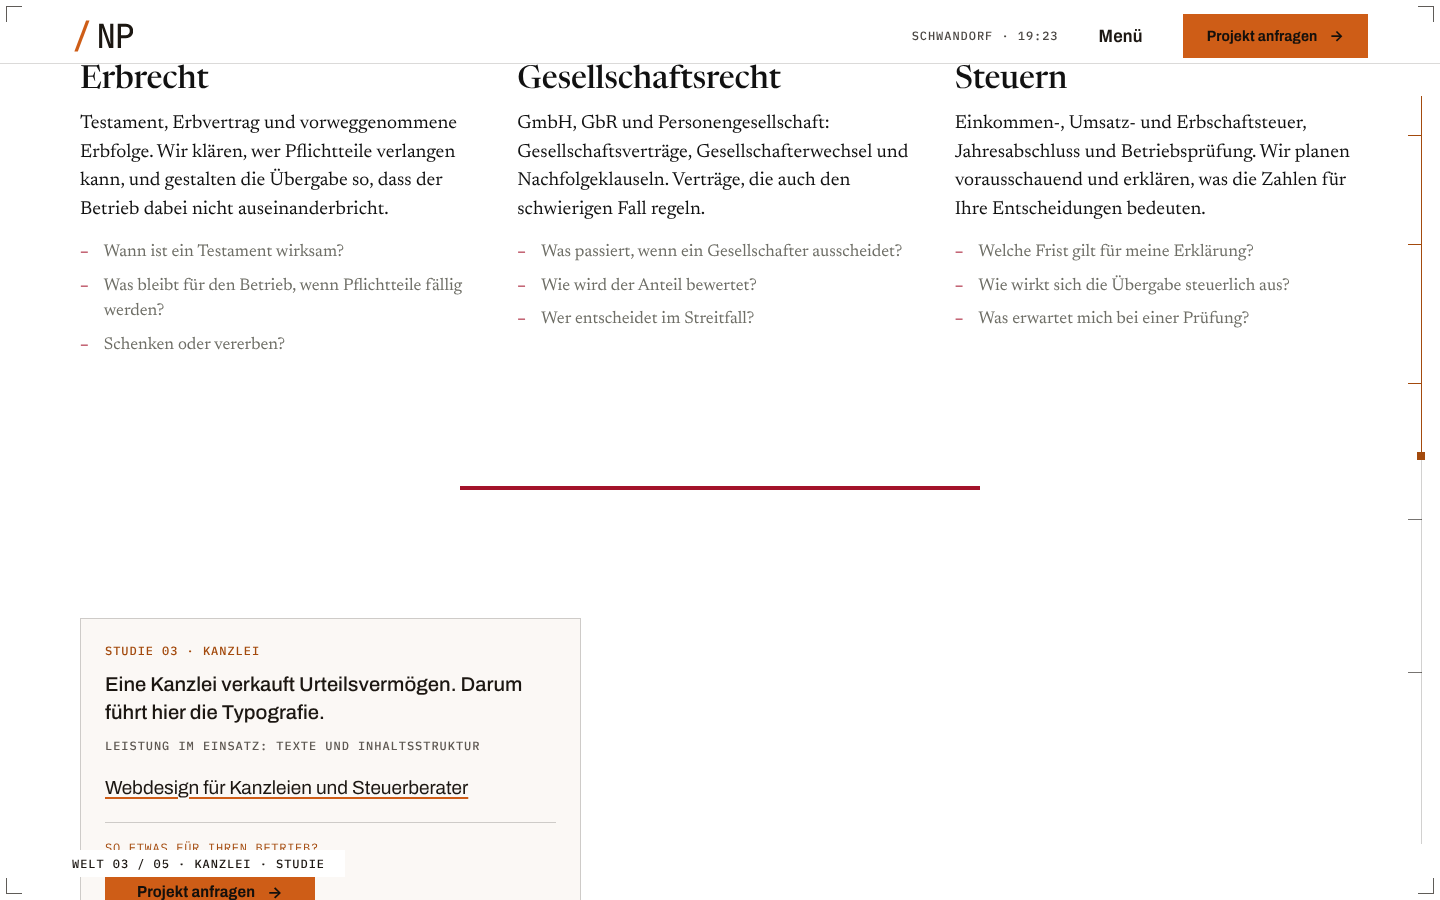 / NP
SCHWANDORF · 19:23
Menü
Projekt anfragen →
Erbrecht
Testament, Erbvertrag und vorweggenommene
Erbfolge. Wir klären, wer Pflichtteile verlangen
kann, und gestalten die Übergabe so, dass der
Betrieb dabei nicht auseinanderbricht.
– Wann ist ein Testament wirksam?
– Was bleibt für den Betrieb, wenn Pflichtteile fällig
werden?
– Schenken oder vererben?
Gesellschaftsrecht
GmbH, GbR und Personengesellschaft:
Gesellschaftsverträge, Gesellschafterwechsel und
Nachfolgeklauseln. Verträge, die auch den
schwierigen Fall regeln.
– Was passiert, wenn ein Gesellschafter ausscheidet?
– Wie wird der Anteil bewertet?
– Wer entscheidet im Streitfall?
Steuern
Einkommen-, Umsatz- und Erbschaftsteuer,
Jahresabschluss und Betriebsprüfung. Wir planen
vorausschauend und erklären, was die Zahlen für
Ihre Entscheidungen bedeuten.
– Welche Frist gilt für meine Erklärung?
– Wie wirkt sich die Übergabe steuerlich aus?
– Was erwartet mich bei einer Prüfung?
STUDIE 03 · KANZLEI
Eine Kanzlei verkauft Urteilsvermögen. Darum
führt hier die Typografie.
LEISTUNG IM EINSATZ: TEXTE UND INHALTSSTRUKTUR
Webdesign für Kanzleien und Steuerberater
SO ETWAS FÜR IHREN BETRIEB?
WELT 03 / 05 · KANZLEI · STUDIE
Projekt anfragen →